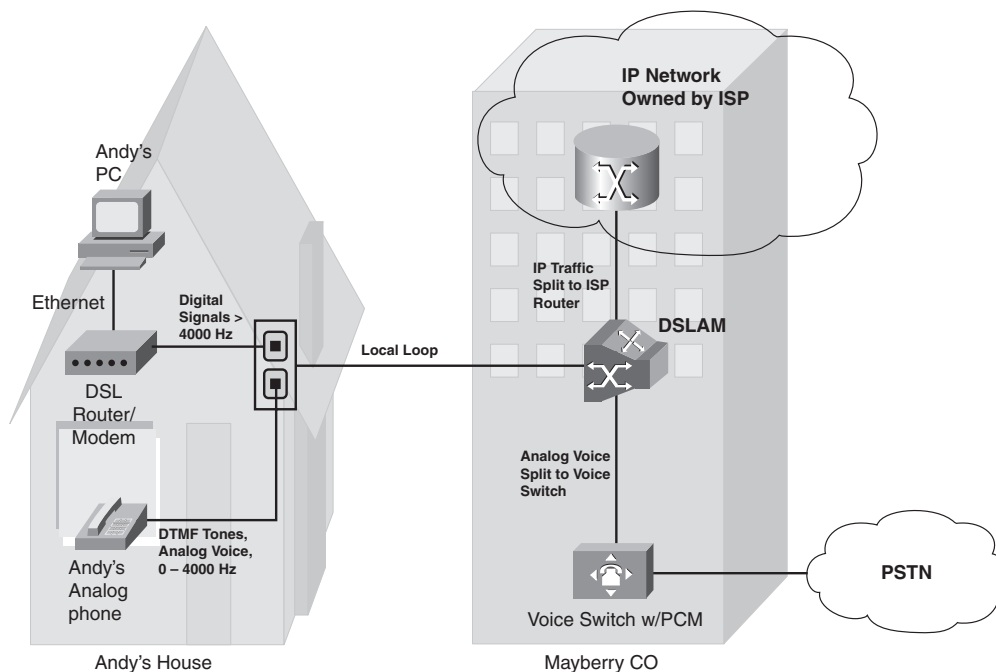 IP Network
Owned by ISP
Andy's
PC
Ethernet
Digital
Signals >
4000 Hz
IP Traffic
Split to ISP
Router
DSLAM
Local Loop
DSL
Router/
Modem
Analog Voice
Split to Voice
Switch
DTMF Tones,
Analog Voice,
0 – 4000 Hz
Andy's
Analog
phone
PSTN
Voice Switch w/PCM
Andy's House
Mayberry CO